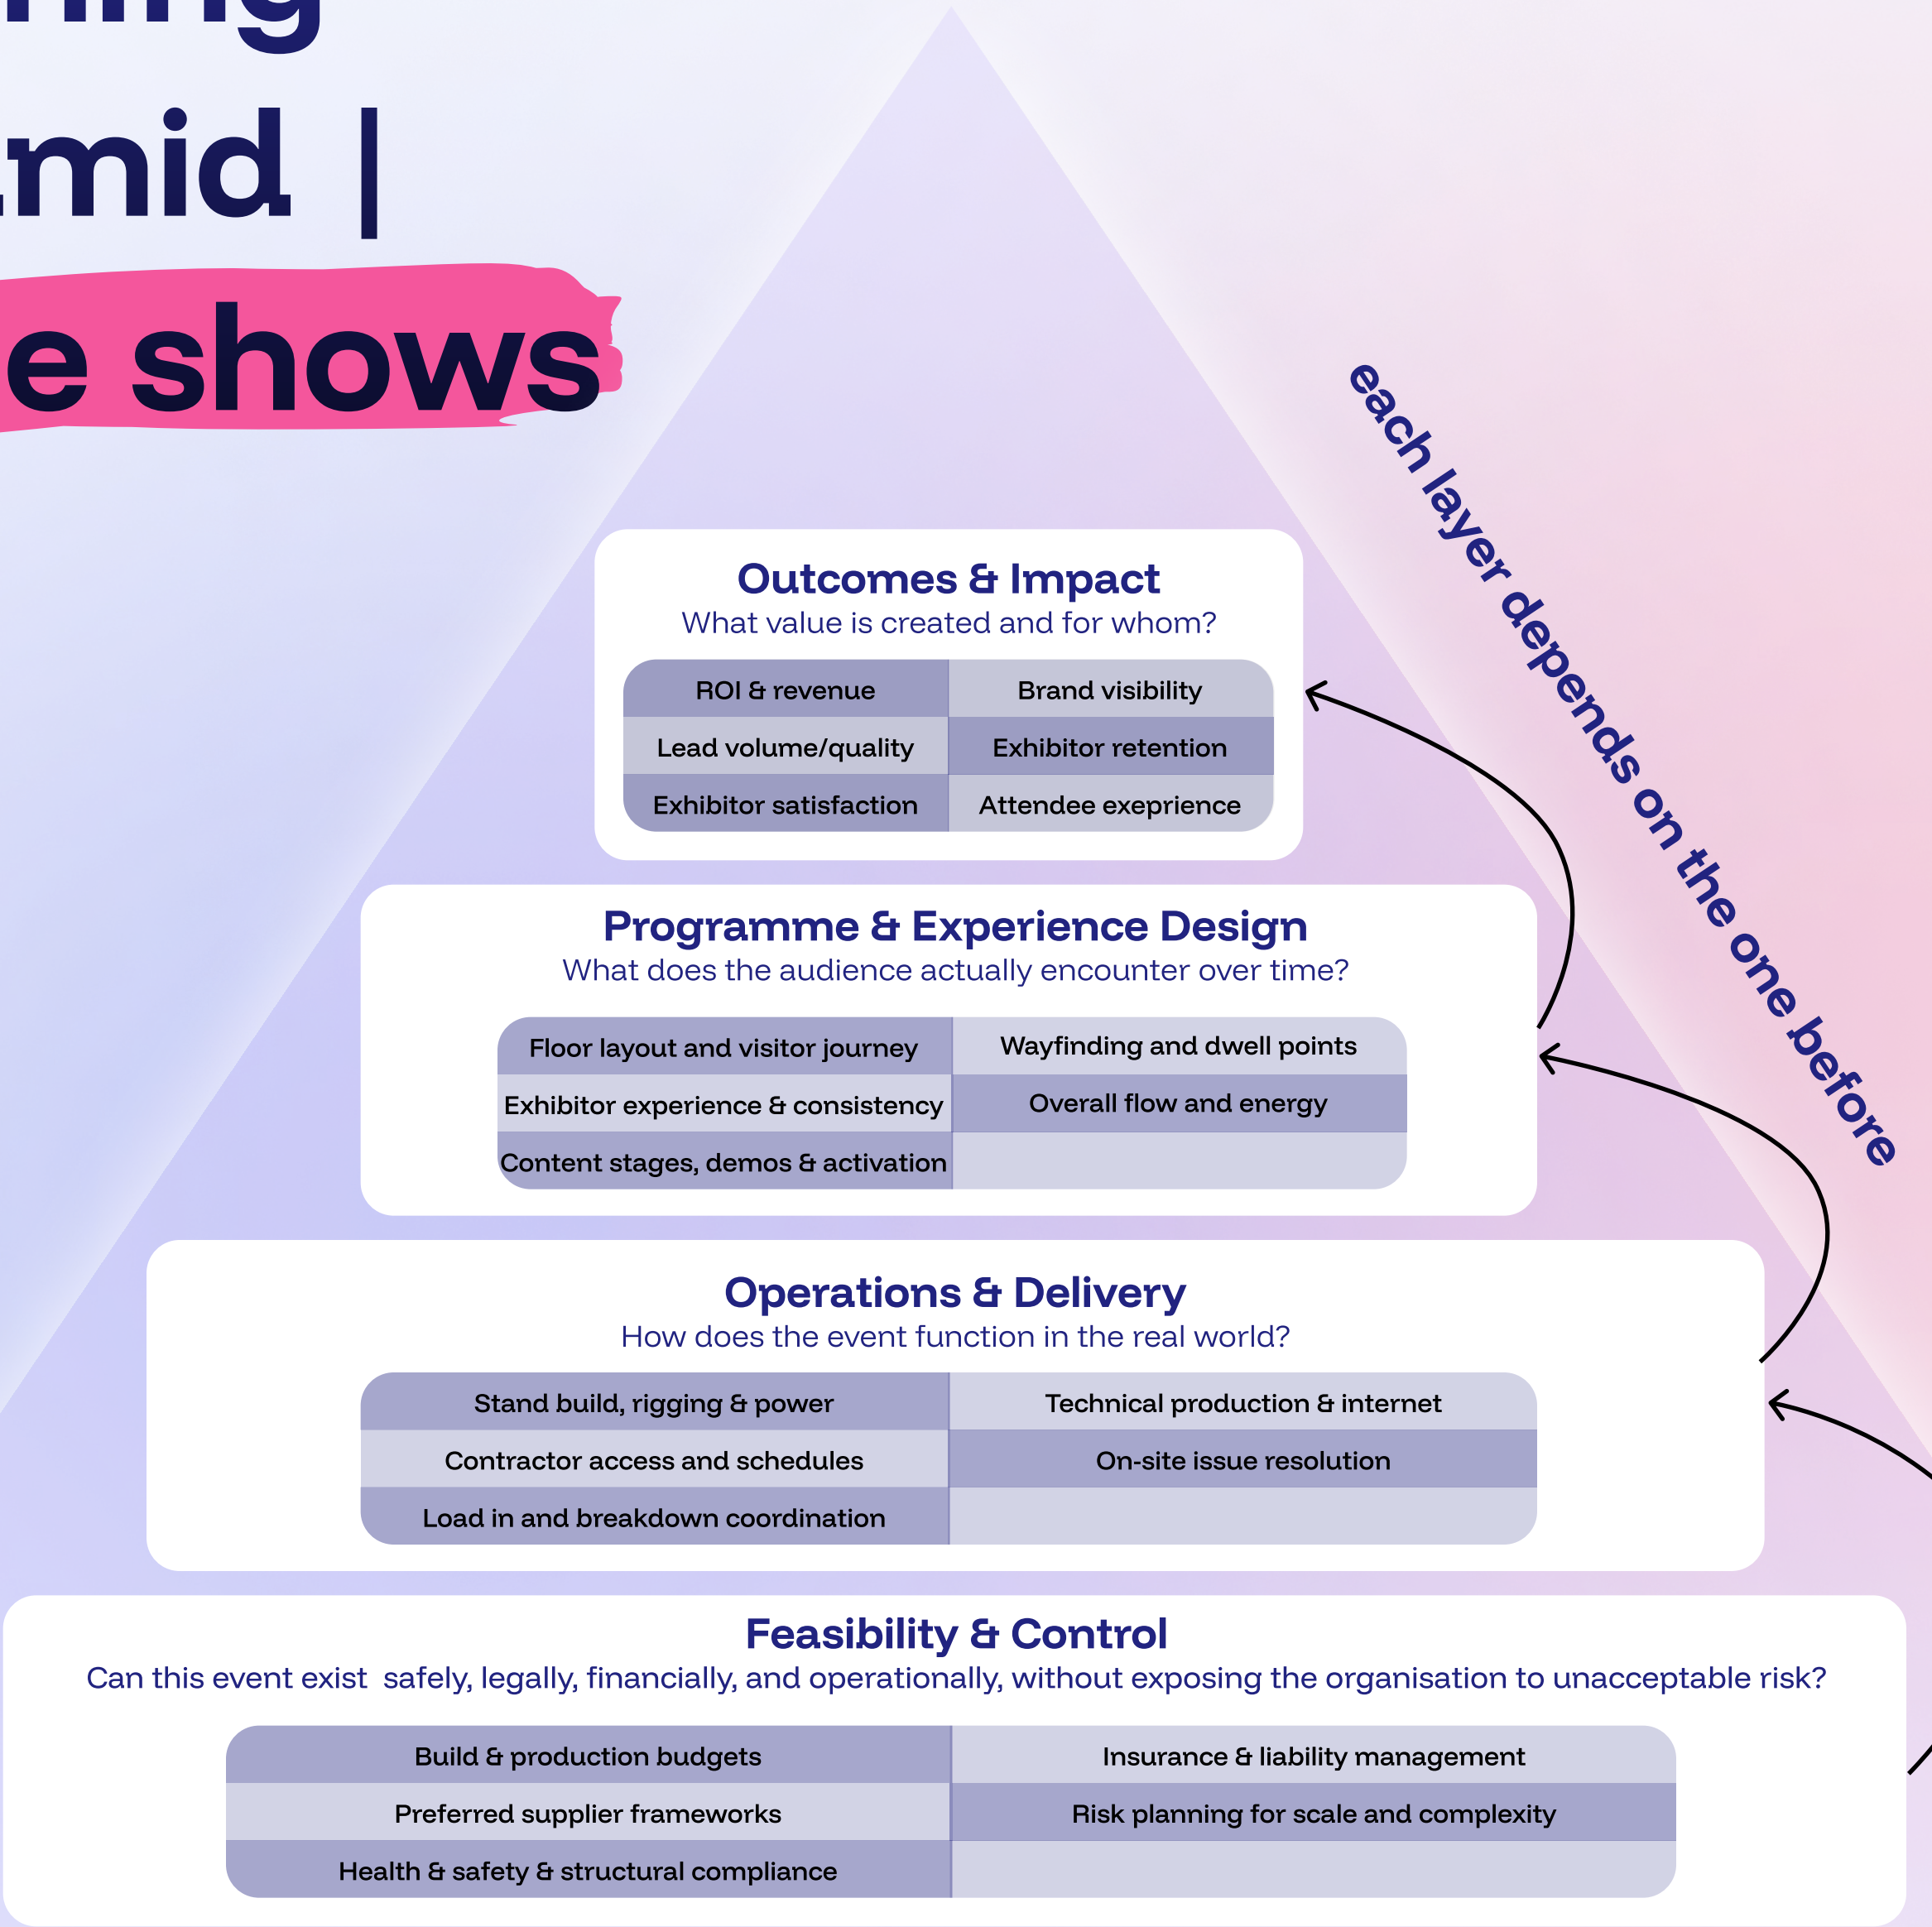 mid |
e shows
each layer depends on the one before
Outcomes & Impact
What value is created and for whom?
ROI & revenue
Brand visibility
Lead volume/quality
Exhibitor retention
Exhibitor satisfaction
Attendee exeprience
Programme & Experience Design
What does the audience actually encounter over time?
Floor layout and visitor journey
Wayfinding and dwell points
Exhibitor experience & consistency
Overall flow and energy
Content stages, demos & activation
Operations & Delivery
How does the event function in the real world?
Stand build, rigging & power
Technical production & internet
Contractor access and schedules
On-site issue resolution
Load in and breakdown coordination
Feasibility & Control
Can this event exist  safely, legally, financially, and operationally, without exposing the organisation to unacceptable risk?
Build & production budgets
Insurance & liability management
Preferred supplier frameworks
Risk planning for scale and complexity
Health & safety & structural compliance